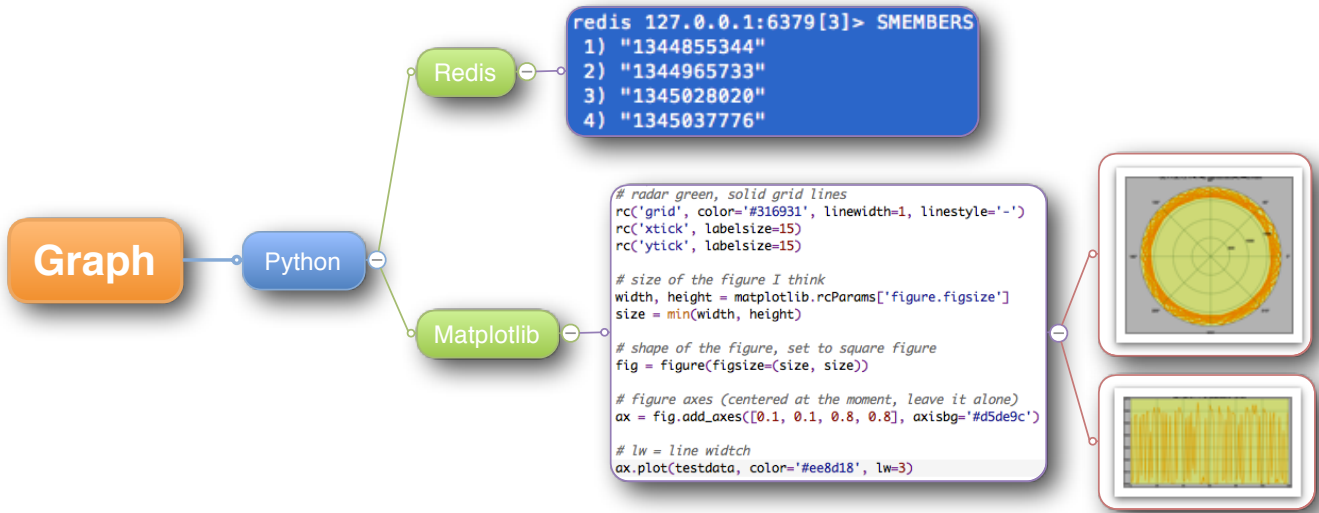 redis 127.0.0.1:6379[3]> SMEMBERS
1) "1344855344"
2) "1344965733"
3) "1345028020"
4) "1345037776"
Redis
Graph
Python
Matplotlib
# radar green, solid grid lines
rc('grid', color='#316931', linewidth=1, linestyle='-')
rc('xtick', labelsize=15)
rc('ytick', labelsize=15)
# size of the figure I think
width, height = matplotlib.rcParams['figure.figsize']
size = min(width, height)
# shape of the figure, set to square figure
fig = figure(figsize=(size, size))
# figure axes (centered at the moment, leave it alone)
ax = fig.add_axes([0.1, 0.1, 0.8, 0.8], axisbg='#d5de9c')
# lw = line widtch
ax.plot(testdata, color='#ee8d18', lw=3)